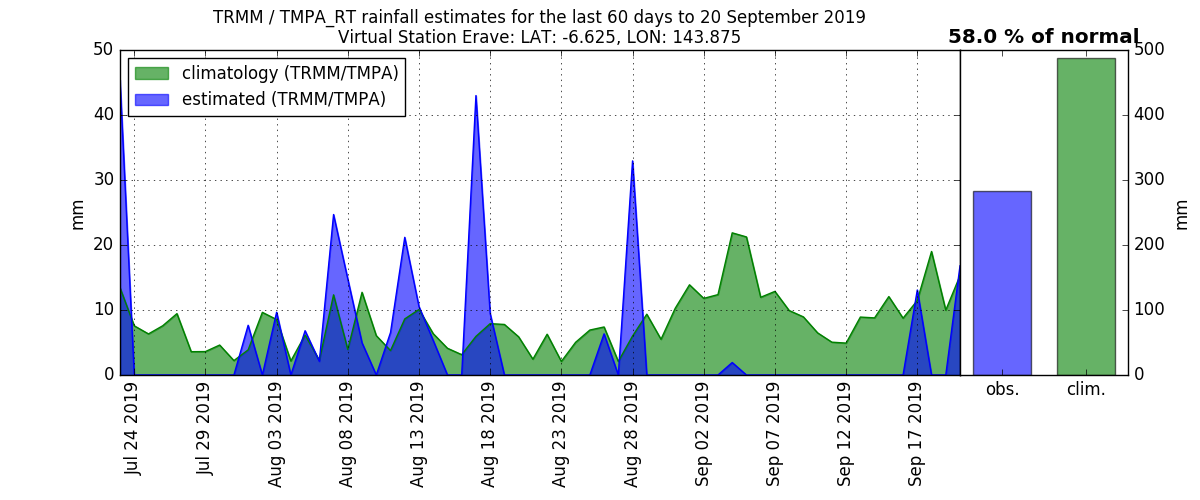 TRMM / TMPA_RT rainfall estimates for the last 60 days to 20 September 2019
Virtual Station Erave: LAT: -6.625, LON: 143.875
58.0 % of normal
climatology (TRMM/TMPA)
estimated (TRMM/TMPA)
50
40
30
20
10
0
mm
Jul 24 2019
Jul 29 2019
Aug 03 2019
Aug 08 2019
Aug 13 2019
Aug 18 2019
Aug 23 2019
Aug 28 2019
Sep 02 2019
Sep 07 2019
Sep 12 2019
Sep 17 2019
500
400
300
200
100
0
mm
obs.
clim.